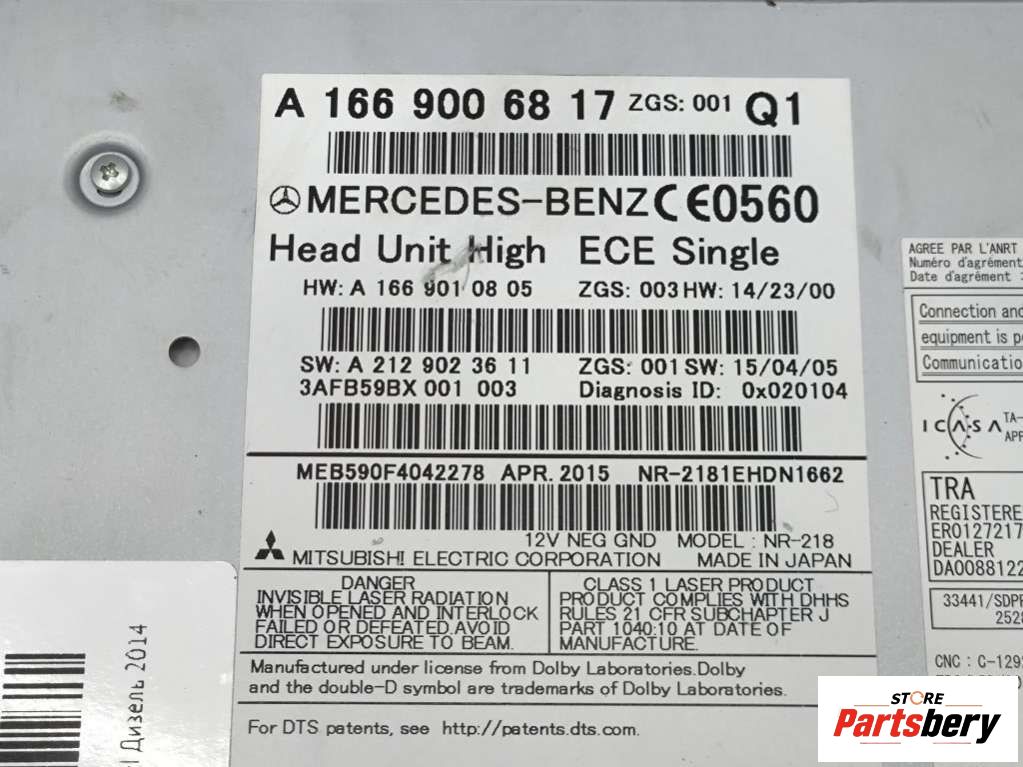 A 166 900 68 17 ZGS: 001 Q1
MERCEDES-BENZ CE0560
Head Unit High ECE Single
HW: A 166 901 08 05 ZGS: 003 HW: 14/23/00
SW: A 212 902 36 11 ZGS: 001 SW: 15/04/05
3AFB59BX 001 003 Diagnosis ID: 0x020104
MEB590F4042278 APR. 2015 NR-2181EHDN1662
12V NEG GND MODEL : NR-218
MITSUBISHI ELECTRIC CORPORATION MADE IN JAPAN
DANGER
INVISIBLE LASER RADIATION
WHEN OPENED AND INTERLOCK
FAILED OR DEFEATED.AVOID
DIRECT EXPOSURE TO BEAM.
CLASS 1 LASER PRODUCT
PRODUCT COMPLIES WITH DHHS
RULES 21 CFR SUBCHAPTER J
PART 1040:10 AT DATE OF
MANUFACTURE.
Manufactured under license from Dolby Laboratories.Dolby
and the double-D symbol are trademarks of Dolby Laboratories.
For DTS patents, see http://patents.dts.com.
AGREE PAR L'ANRT
Numéro d'agrément
Date d'agrément :
Connection and
equipment is
Communicatio
ICASA TA-
TRA
REGISTERE
ER012721
DEALER
DA0088122
33441/SDP
252
CNC : C-129
Дизель 2014
STORE
Partsbery